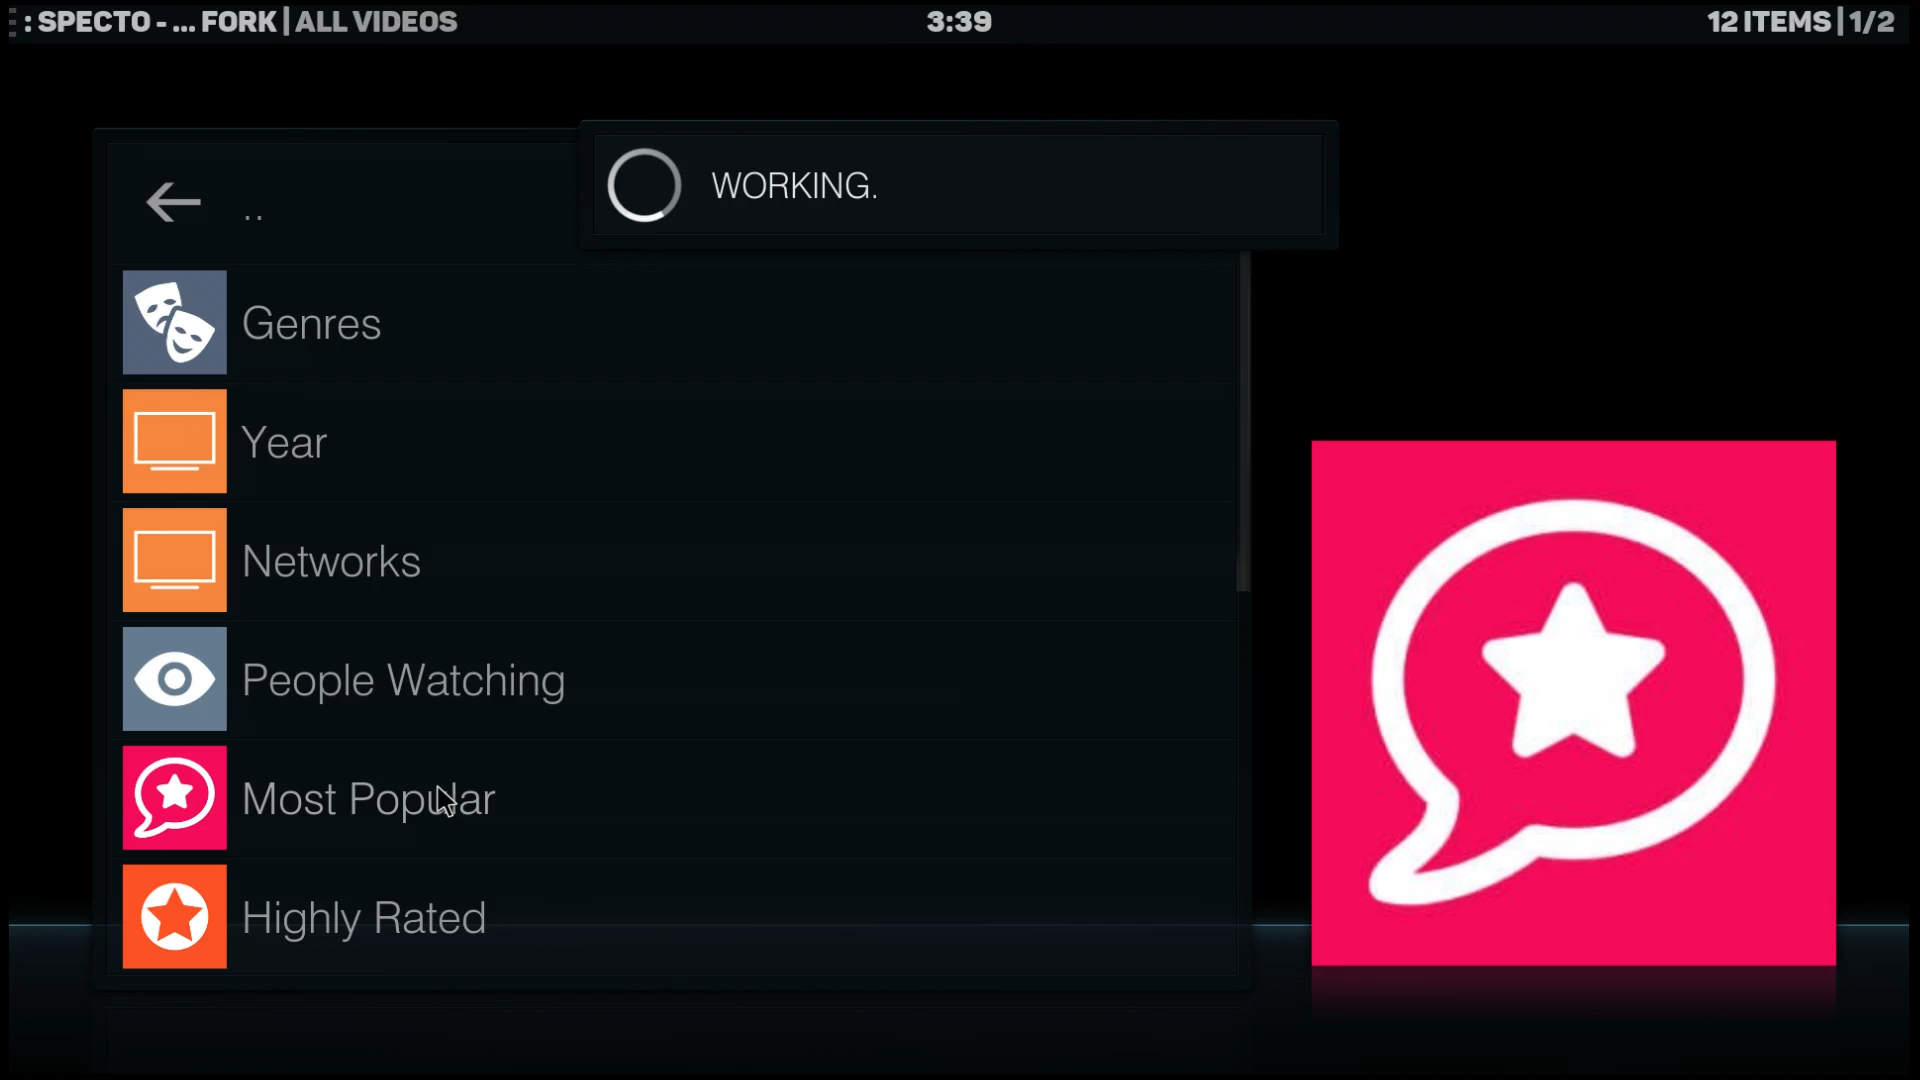 : SPECTO - ... FORK | ALL VIDEOS
3:39
12 ITEMS | 1/2
WORKING.
..
Genres
Year
Networks
People Watching
Most Popular
Highly Rated